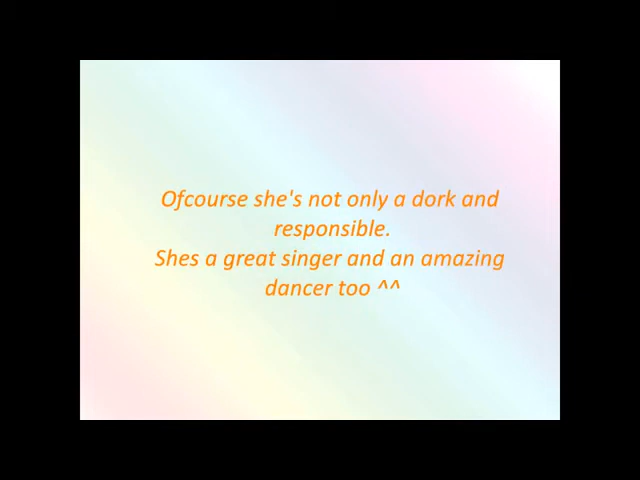 Ofcourse she's not only a dork and
responsible.
Shes a great singer and an amazing
dancer too ^^